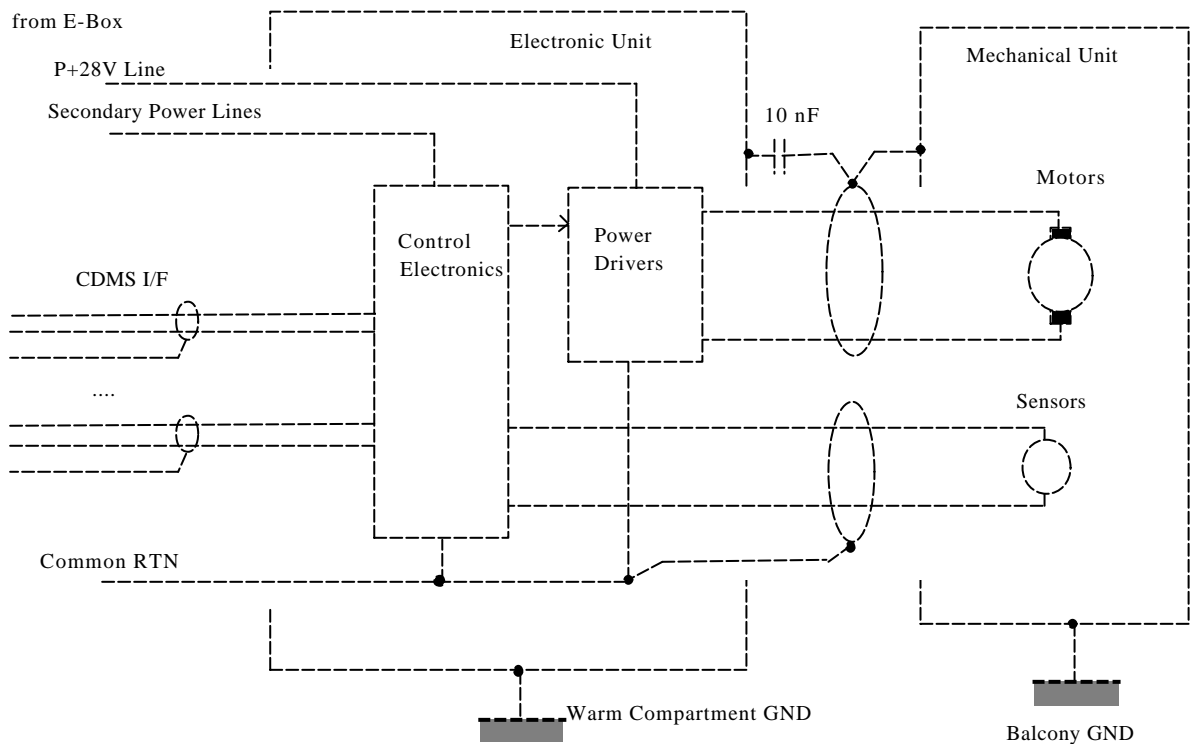 from E-Box
Electronic Unit
Mechanical Unit
P+28V Line
Secondary Power Lines
10 nF
Motors
Control
Electronics
Power
Drivers
CDMS I/F
....
Sensors
Common RTN
Warm Compartment GND
Balcony GND